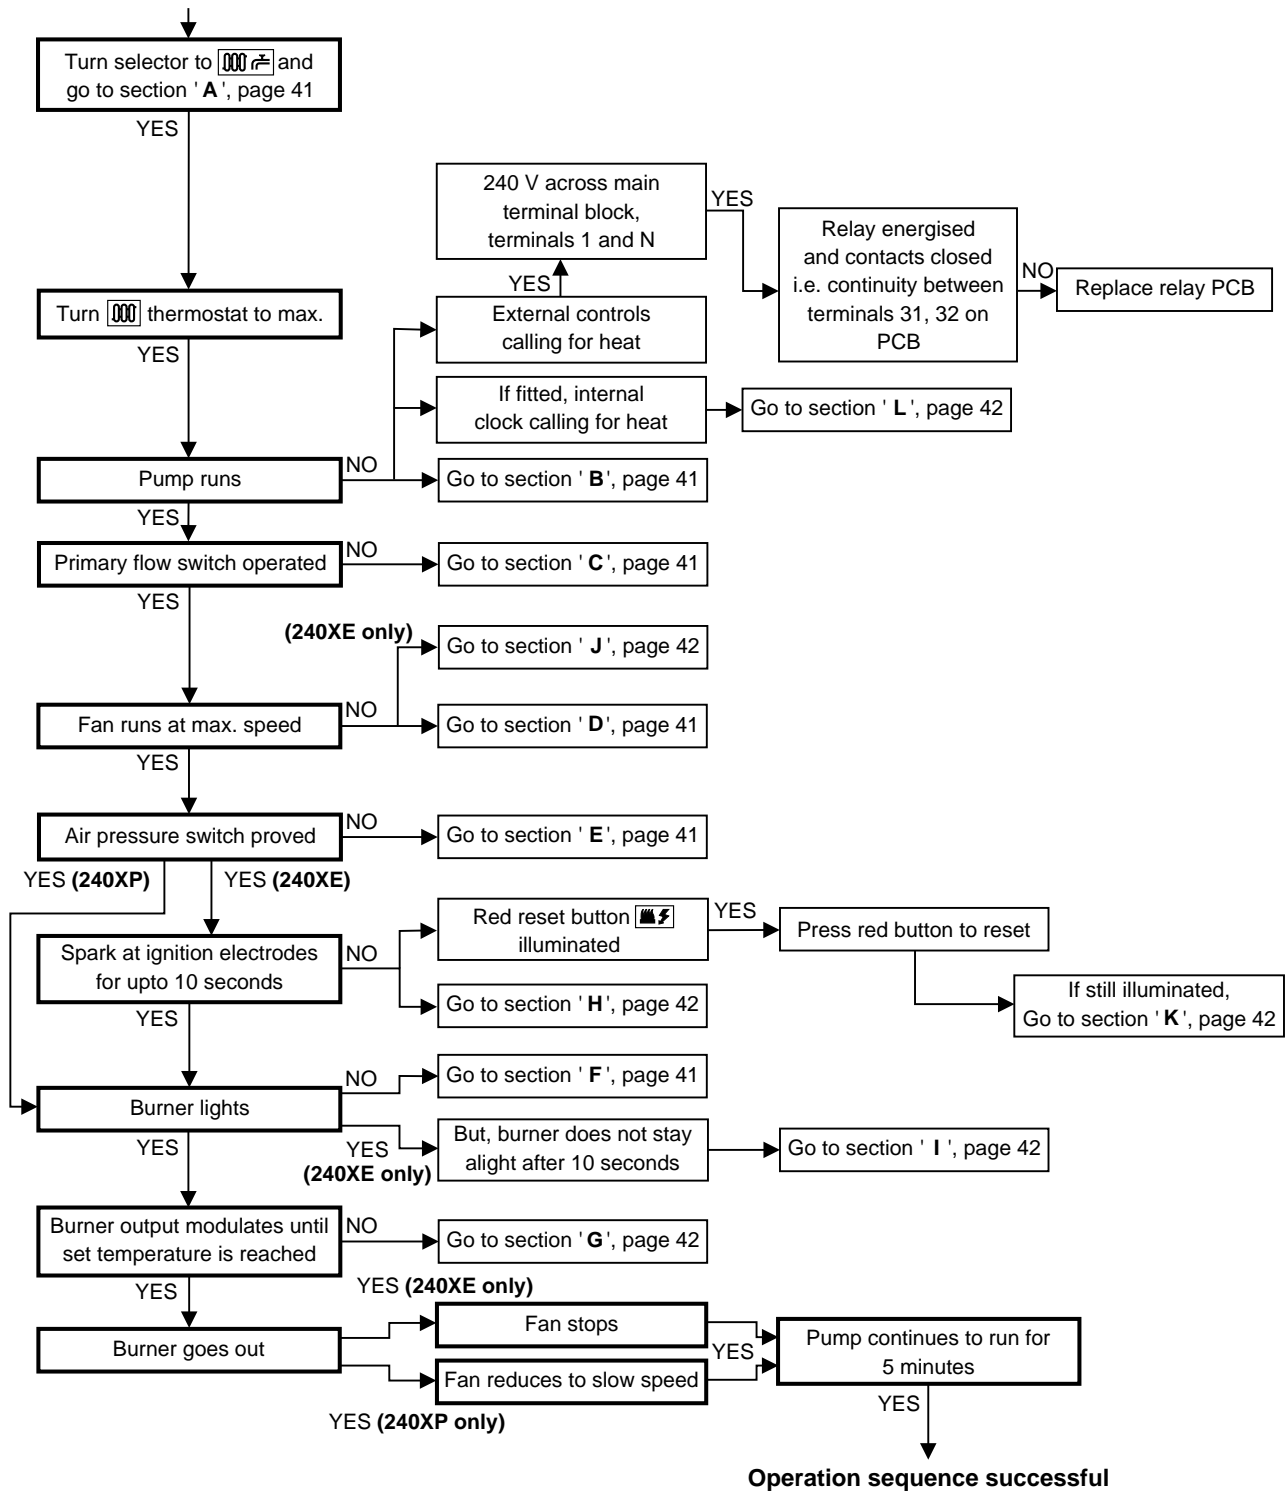 Turn selector to and
go to section ' A ', page 41
YES
240 V across main
terminal block,
terminals 1 and N
YES
Relay energised
and contacts closed
i.e. continuity between
terminals 31, 32 on
PCB
NO
Replace relay PCB
YES
Turn thermostat to max.
External controls
calling for heat
YES
If fitted, internal
clock calling for heat
Go to section ' L ', page 42
Pump runs
NO
Go to section ' B', page 41
YES
Primary flow switch operated
NO
Go to section ' C', page 41
YES
(240XE only)
Go to section ' J ', page 42
Fan runs at max. speed
NO
Go to section ' D', page 41
YES
Air pressure switch proved
NO
Go to section ' E', page 41
YES (240XP)
YES (240XE)
Red reset button
illuminated
YES
Press red button to reset
Spark at ignition electrodes
for upto 10 seconds
NO
Go to section ' H', page 42
If still illuminated,
Go to section ' K', page 42
YES
NO
Go to section ' F', page 41
Burner lights
YES
YES
(240XE only)
But, burner does not stay
alight after 10 seconds
Go to section ' I ', page 42
Burner output modulates until
set temperature is reached
NO
Go to section ' G', page 42
YES
YES (240XE only)
Fan stops
Burner goes out
YES
Pump continues to run for
5 minutes
Fan reduces to slow speed
YES (240XP only)
YES
Operation sequence successful